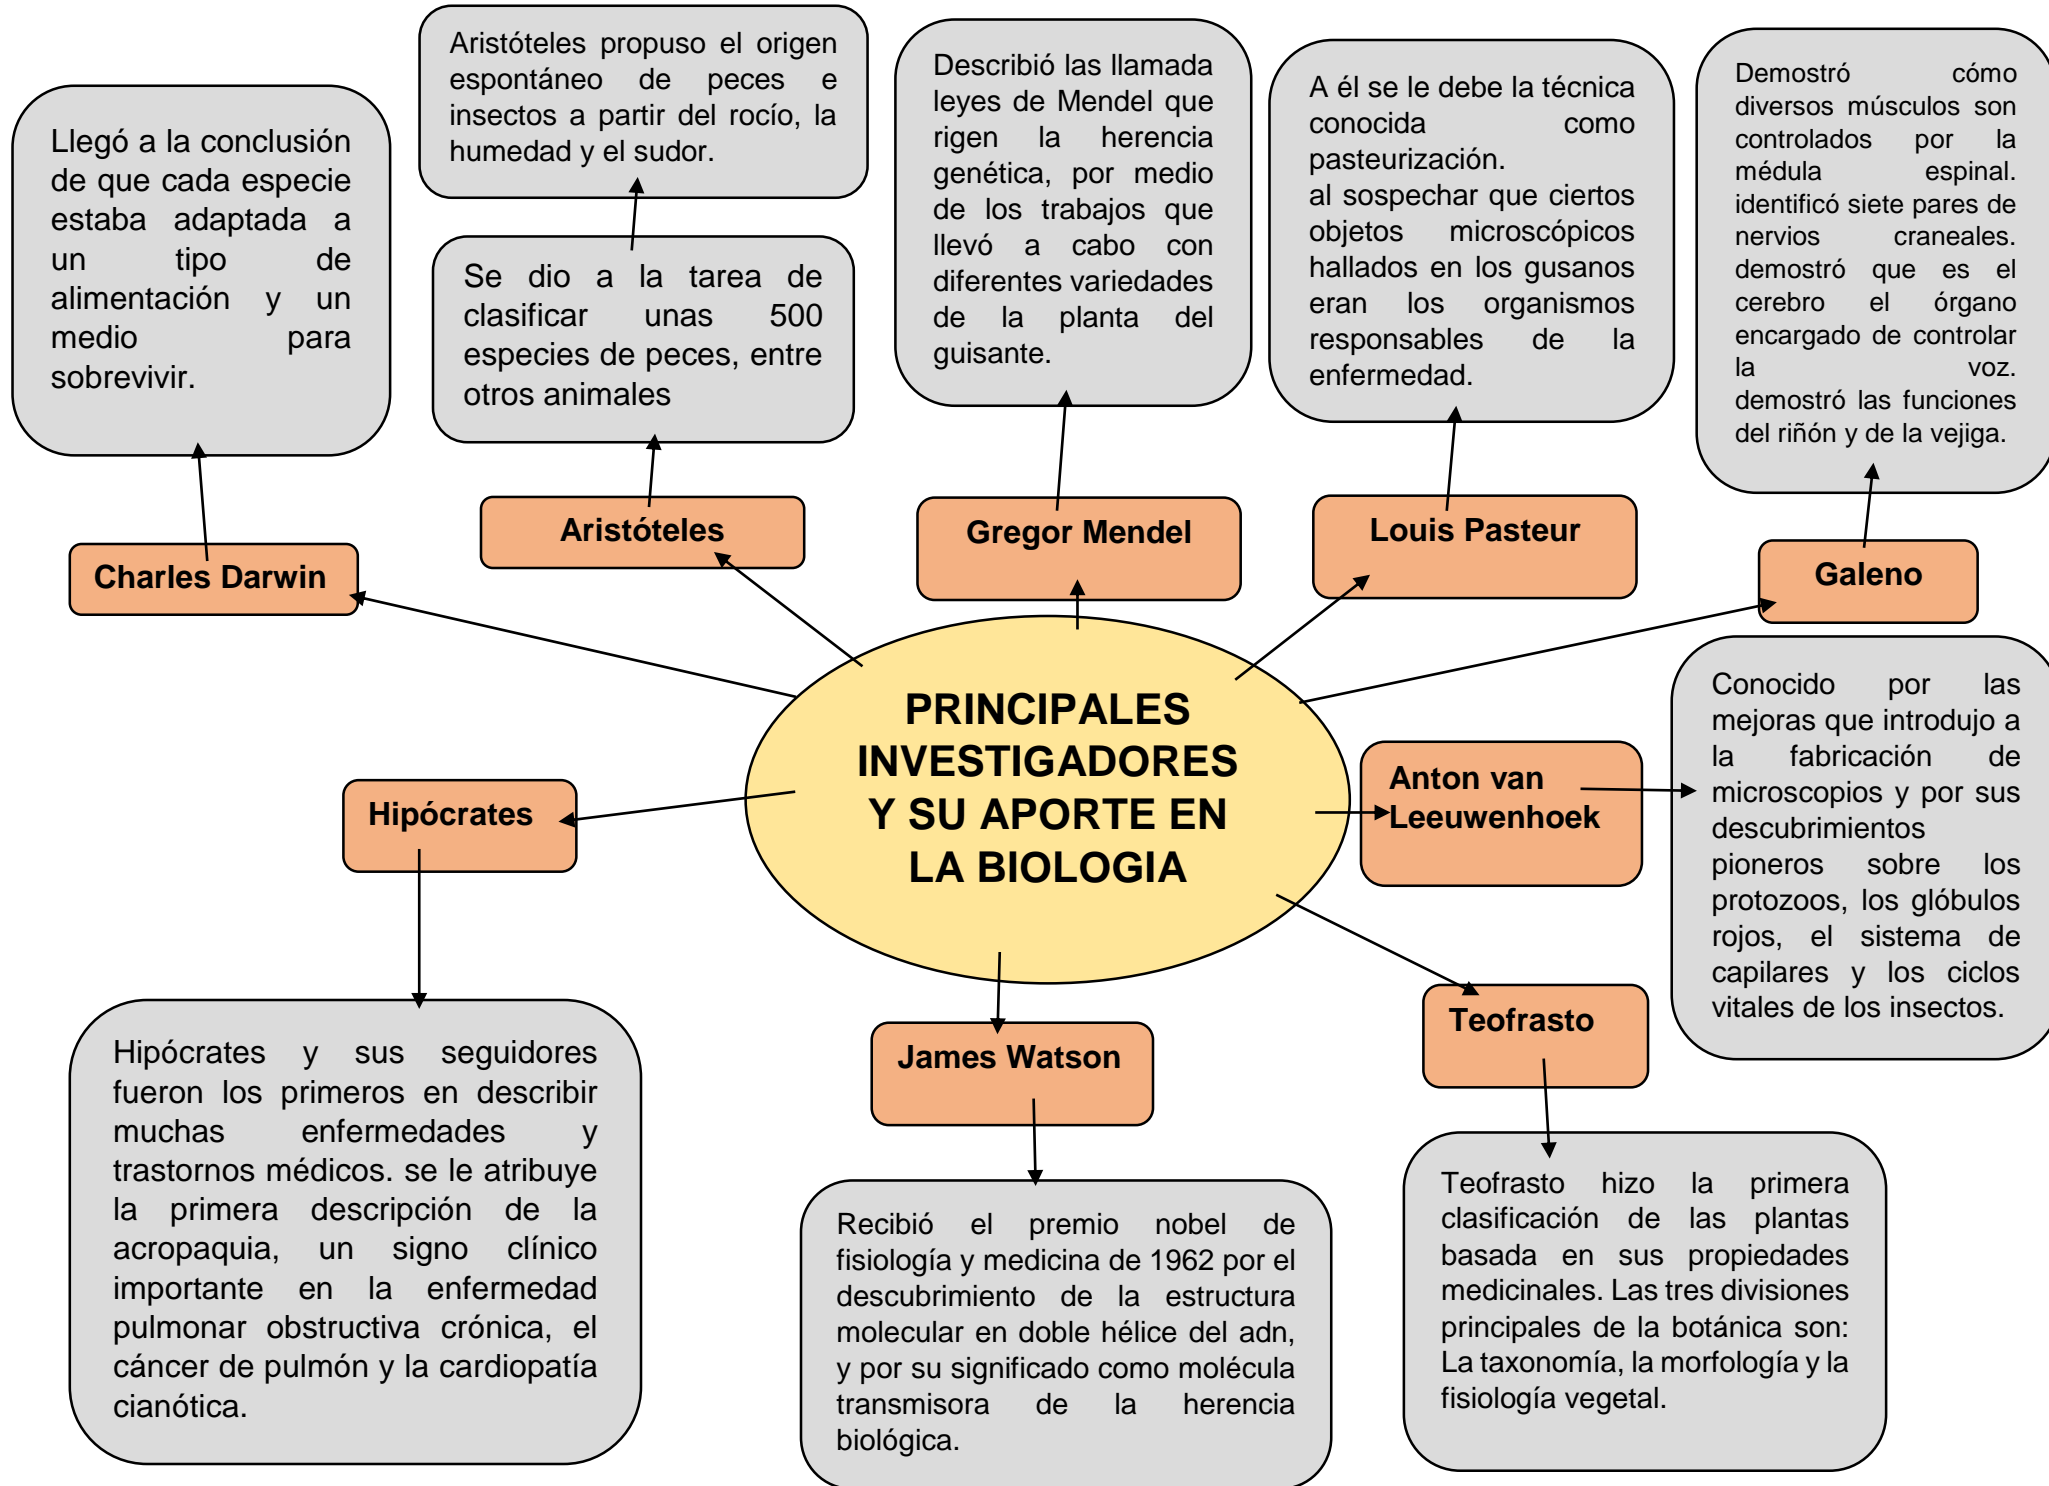 Llegó a la conclusión
de que cada especie
estaba adaptada a
un tipo de
alimentación y un
medio para
sobrevivir.
Aristóteles propuso el origen
espontáneo de peces e
insectos a partir del rocío, la
humedad y el sudor.
Se dio a la tarea de
clasificar unas 500
especies de peces, entre
otros animales
Describió las llamada
leyes de Mendel que
rigen la herencia
genética, por medio
de los trabajos que
llevó a cabo con
diferentes variedades
de la planta del
guisante.
A él se le debe la técnica
conocida como
pasteurización.
al sospechar que ciertos
objetos microscópicos
hallados en los gusanos
eran los organismos
responsables de la
enfermedad.
Demostró cómo
diversos músculos son
controlados por la
médula espinal.
identificó siete pares de
nervios craneales.
demostró que es el
cerebro el órgano
encargado de controlar
la voz.
demostró las funciones
del riñón y de la vejiga.
Charles Darwin
Aristóteles
Gregor Mendel
Louis Pasteur
Galeno
PRINCIPALES
INVESTIGADORES
Y SU APORTE EN
LA BIOLOGIA
Hipócrates
Anton van
Leeuwenhoek
Conocido por las
mejoras que introdujo a
la fabricación de
microscopios y por sus
descubrimientos
pioneros sobre los
protozoos, los glóbulos
rojos, el sistema de
capilares y los ciclos
vitales de los insectos.
James Watson
Teofrasto
Hipócrates y sus seguidores
fueron los primeros en describir
muchas enfermedades y
trastornos médicos. se le atribuye
la primera descripción de la
acropaquia, un signo clínico
importante en la enfermedad
pulmonar obstructiva crónica, el
cáncer de pulmón y la cardiopatía
cianótica.
Recibió el premio nobel de
fisiología y medicina de 1962 por el
descubrimiento de la estructura
molecular en doble hélice del adn,
y por su significado como molécula
transmisora de la herencia
biológica.
Teofrasto hizo la primera
clasificación de las plantas
basada en sus propiedades
medicinales. Las tres divisiones
principales de la botánica son:
La taxonomía, la morfología y la
fisiología vegetal.